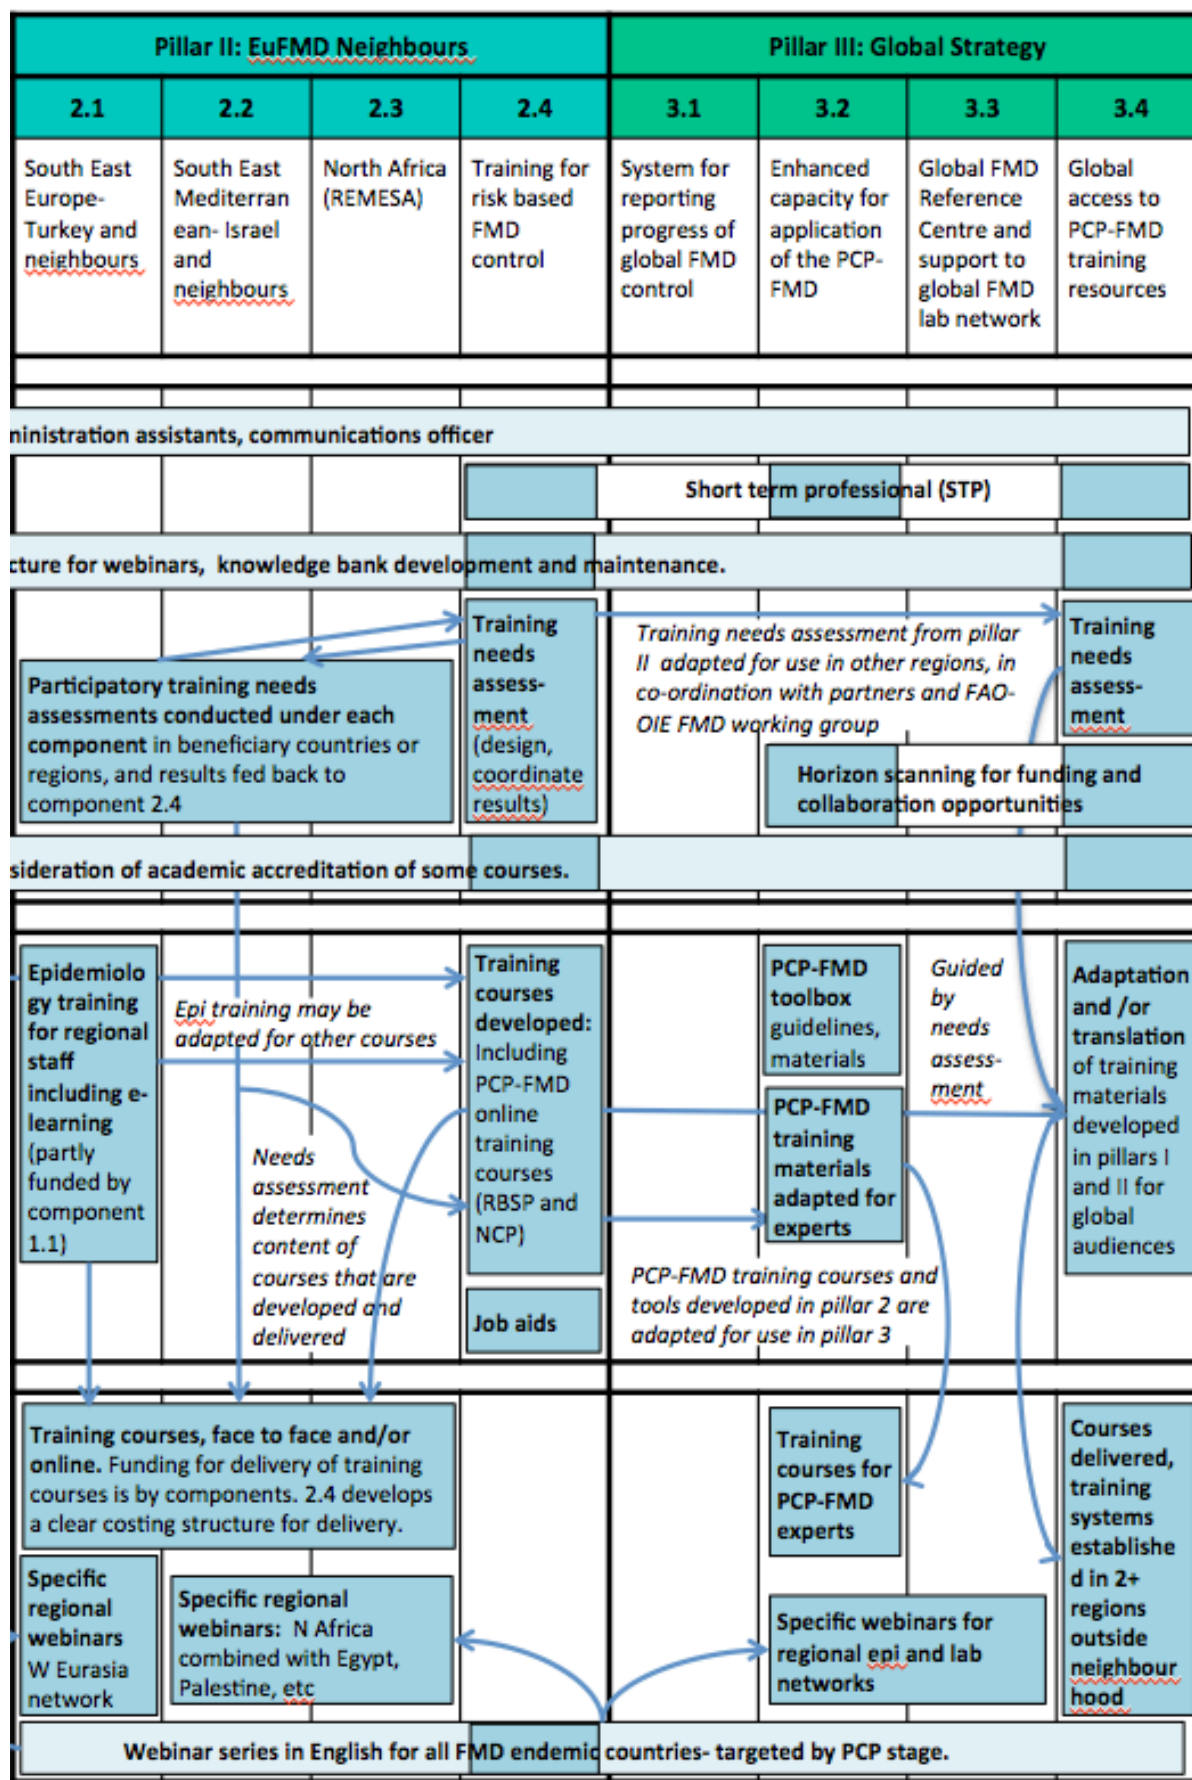 Pillar II: EuFMD Neighbours
Pillar III: Global Strategy
2.1
2.2
2.3
2.4
3.1
3.2
3.3
3.4
South East
Europe-
Turkey and
neighbours
South East
Mediterran
ean- Israel
and
neighbours
North Africa
(REMESA)
Training for
risk based
FMD
control
System for
reporting
progress of
global FMD
control
Enhanced
capacity for
application
of the PCP-
FMD
Global FMD
Reference
Centre and
support to
global FMD
lab network
Global
access to
PCP-FMD
training
resources
ministration assistants, communications officer
Short term professional (STP)
cture for webinars, knowledge bank development and maintenance.
Participatory training needs
assessments conducted under each
component in beneficiary countries or
regions, and results fed back to
component 2.4
Training
needs
assess-
ment
(design,
coordinate
results)
Training needs assessment from pillar
II adapted for use in other regions, in
co-ordination with partners and FAO-
OIE FMD working group
Training
needs
assess-
ment
Horizon scanning for funding and
collaboration opportunities
sideration of academic accreditation of some courses.
Epidemiolo
gy training
for regional
staff
including e-
learning
(partly
funded by
component
1.1)
Epi training may be
adapted for other courses
Needs
assessment
determines
content of
courses that are
developed and
delivered
Training
courses
developed:
Including
PCP-FMD
online
training
courses
(RBSP and
NCP)
Job aids
PCP-FMD
toolbox
guidelines,
materials
PCP-FMD
training
materials
adapted for
experts
Guided
by
needs
assess-
ment
PCP-FMD training courses and
tools developed in pillar 2 are
adapted for use in pillar 3
Adaptation
and /or
translation
of training
materials
developed
in pillars I
and II for
global
audiences
Training courses, face to face and/or
online. Funding for delivery of training
courses is by components. 2.4 develops
a clear costing structure for delivery.
Specific
regional
webinars
W Eurasia
network
Specific regional
webinars: N Africa
combined with Egypt,
Palestine, etc
Training
courses for
PCP-FMD
experts
Specific webinars for
regional epi and lab
networks
Courses
delivered,
training
systems
establishe
d in 2+
regions
outside
neighbour
hood
Webinar series in English for all FMD endemic countries- targeted by PCP stage.